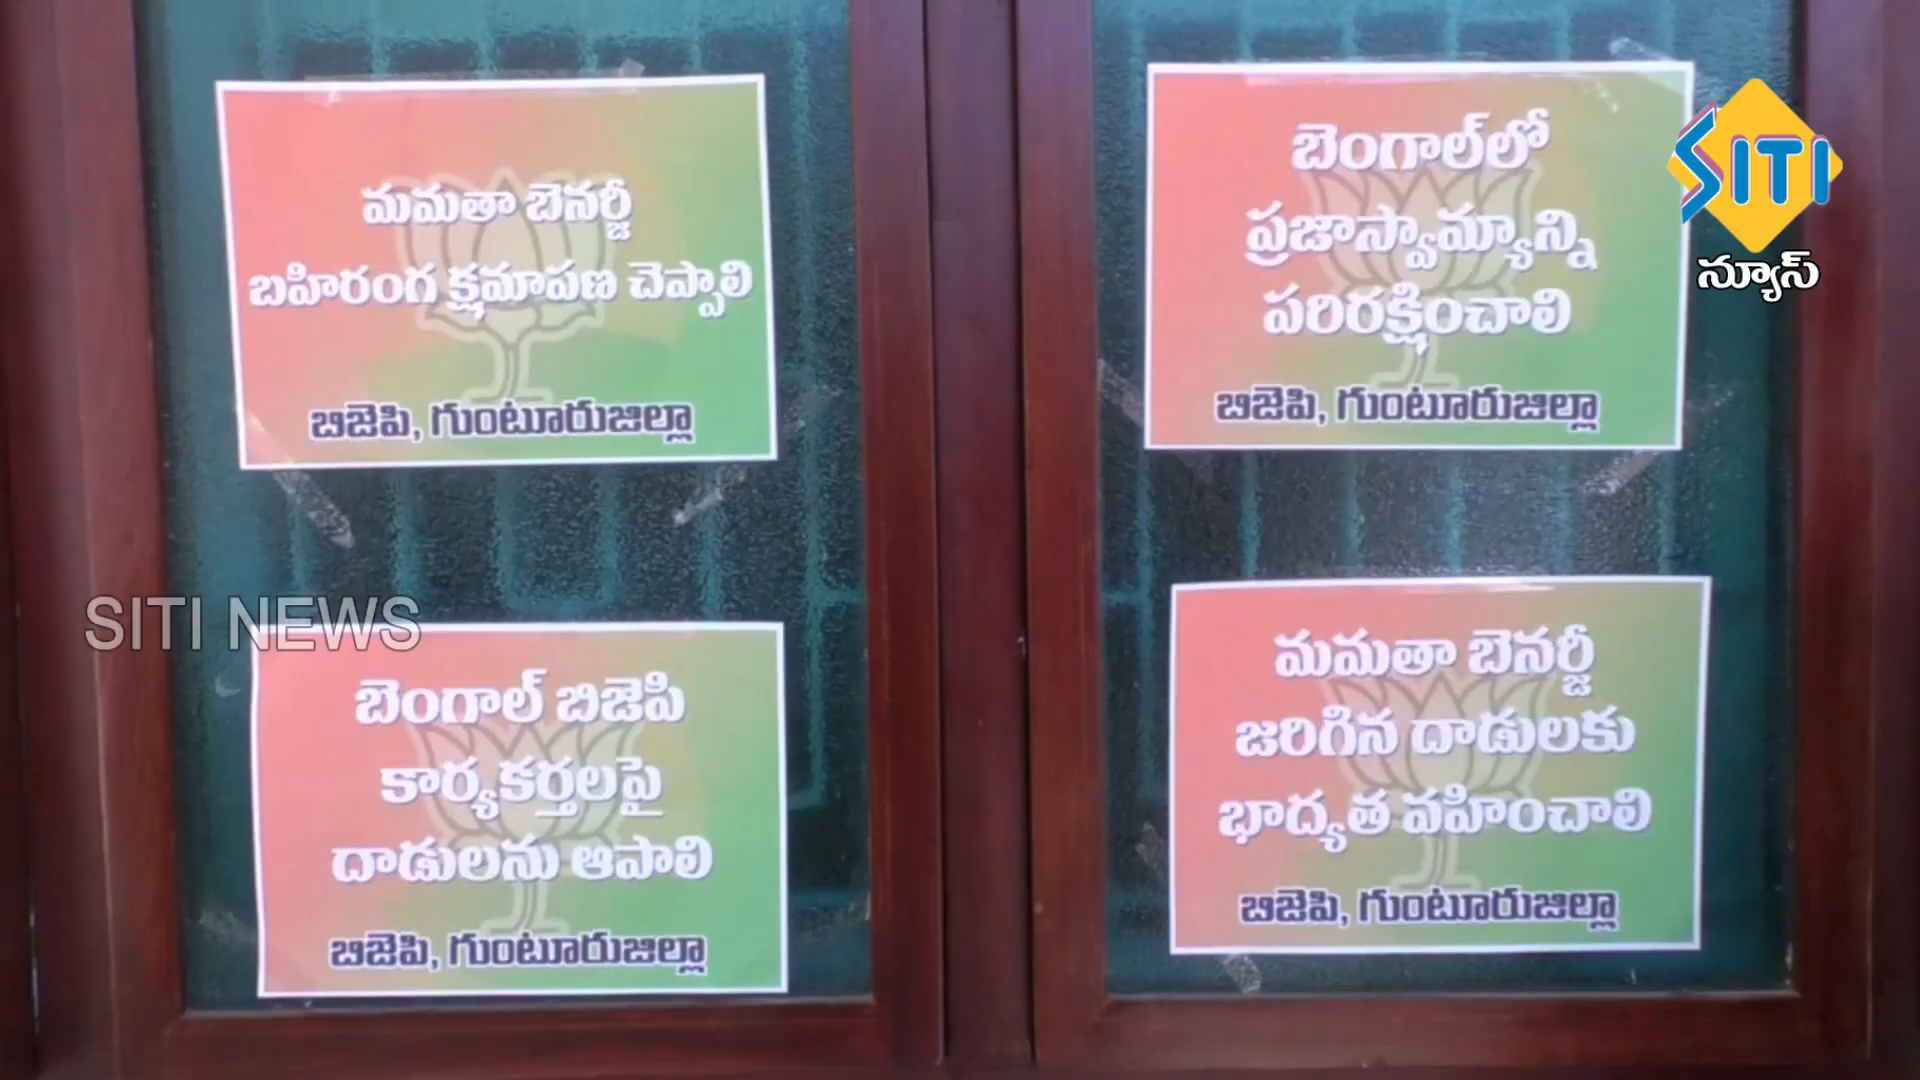 మమతా బెనర్జీ
బహిరంగ క్షమాపణ చెప్పాలి
బిజెపి, గుంటూరుజిల్లా
బెంగాల్‌లో
ప్రజాస్వామ్యాన్ని
పరిరక్షించాలి
బిజెపి, గుంటూరుజిల్లా
SITI
న్యూస్
SITI NEWS
బెంగాల్ బిజెపి
కార్యకర్తలపై
దాడులను ఆపాలి
బిజెపి, గుంటూరుజిల్లా
మమతా బెనర్జీ
జరిగిన దాడులకు
భాద్యత వహించాలి
బిజెపి, గుంటూరుజిల్లా